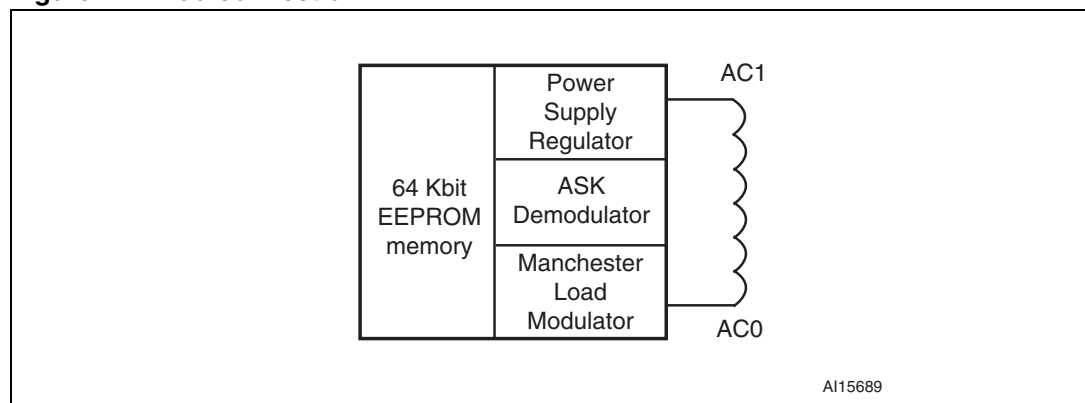 64 Kbit
EEPROM
memory
Power
Supply
Regulator
ASK
Demodulator
Manchester
Load
Modulator
AC1
AC0
AI15689